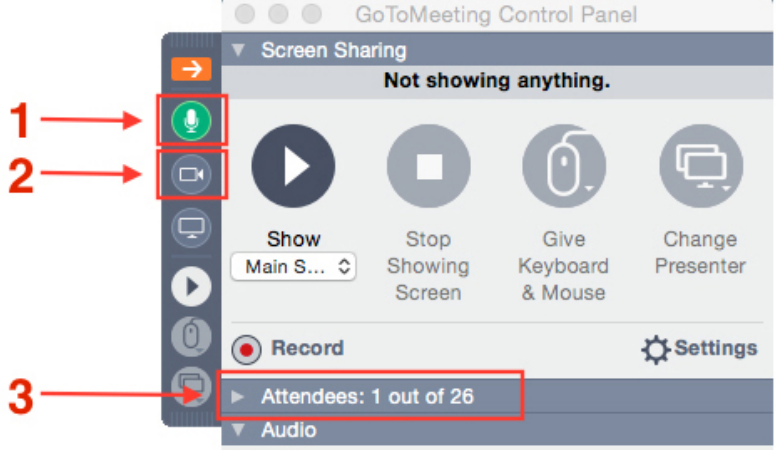 GoToMeeting Control Panel
Screen Sharing
Not showing anything.
1
2
Show
Main S...
Stop
Showing
Screen
Give
Keyboard
& Mouse
Change
Presenter
Record
Settings
3
Attendees: 1 out of 26
Audio